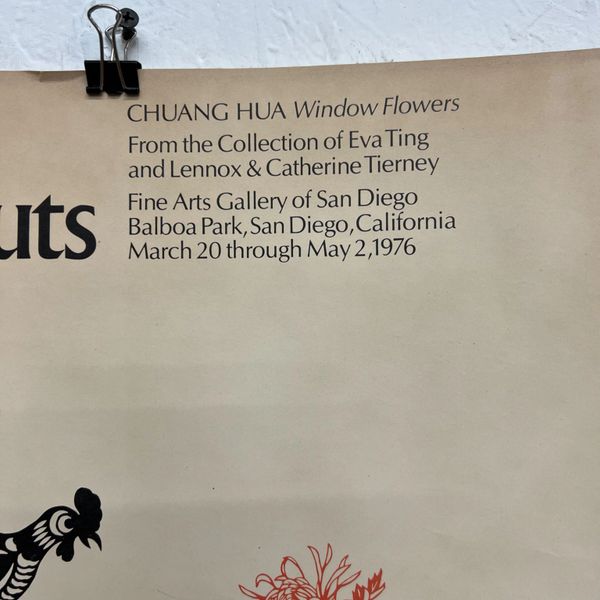 CHUANG HUA Window Flowers
From the Collection of Eva Ting
and Lennox & Catherine Tierney
Fine Arts Gallery of San Diego
Balboa Park, San Diego, California
March 20 through May 2, 1976
uts